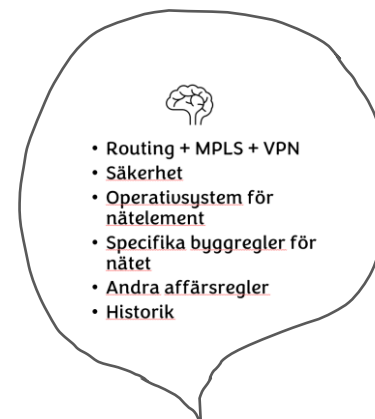 • Routing + MPLS + VPN
• Säkerhet
• Operativsystem för
nätelement
• Specifika byggregler för
nätet
• Andra affärsregler
• Historik